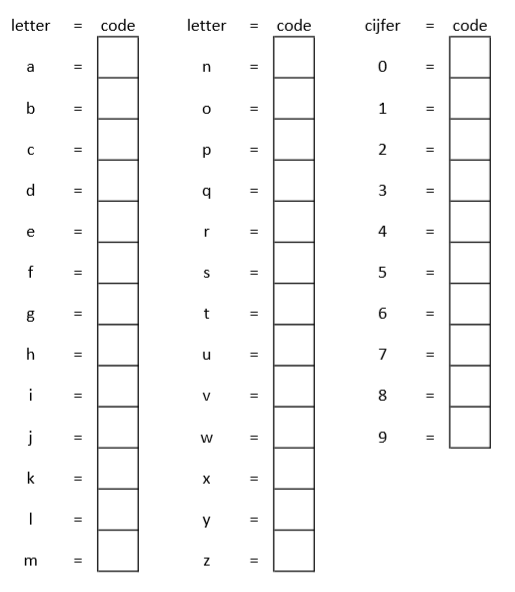 letter = code letter = code cijfer = code
a = n = 0 =
b = o = 1 =
c = p = 2 =
d = q = 3 =
e = r = 4 =
f = s = 5 =
g = t = 6 =
h = u = 7 =
i = v = 8 =
j = w = 9 =
k = x =
l = y =
m = z =